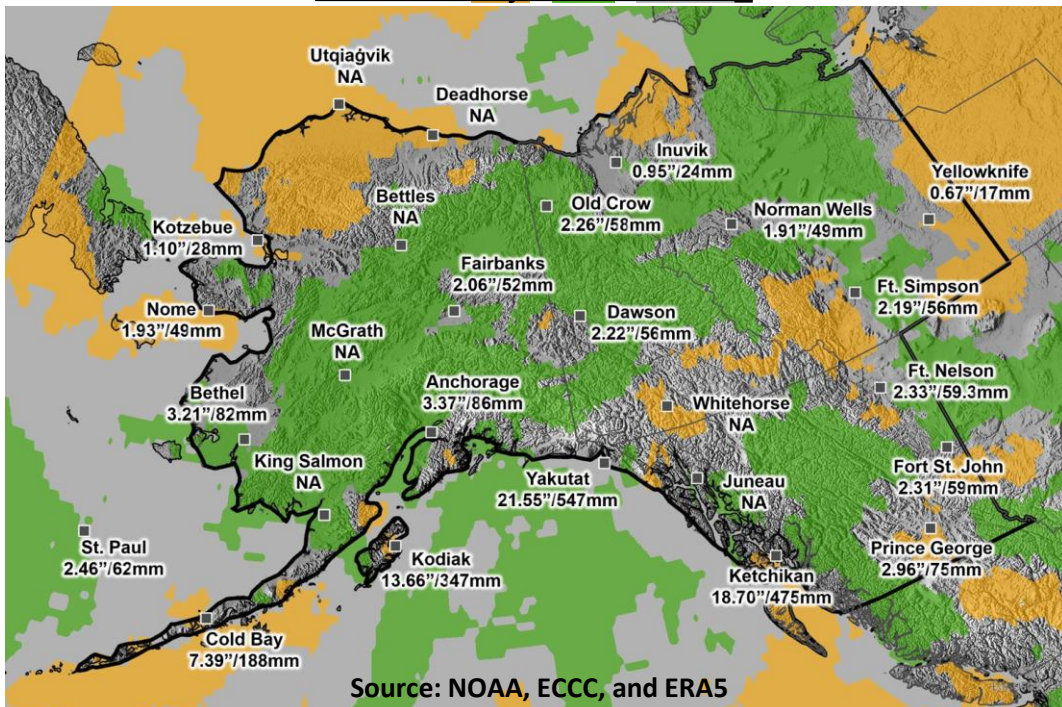 Utqiaġvik
NA
Deadhorse
NA
Inuvik
0.95”/24mm
Yellowknife
0.67”/17mm
Bettles
NA
Old Crow
2.26”/58mm
Norman Wells
1.91”/49mm
Kotzebue
1.10”/28mm
Fairbanks
2.06”/52mm
Ft. Simpson
2.19”/56mm
Nome
1.93”/49mm
McGrath
NA
Dawson
2.22”/56mm
Ft. Nelson
2.33”/59.3mm
Bethel
3.21”/82mm
Anchorage
3.37”/86mm
Whitehorse
NA
King Salmon
NA
Yakutat
21.55”/547mm
Juneau
NA
Fort St. John
2.31”/59mm
St. Paul
2.46”/62mm
Kodiak
13.66”/347mm
Ketchikan
18.70”/475mm
Prince George
2.96”/75mm
Cold Bay
7.39”/188mm
Source: NOAA, ECCC, and ERA5